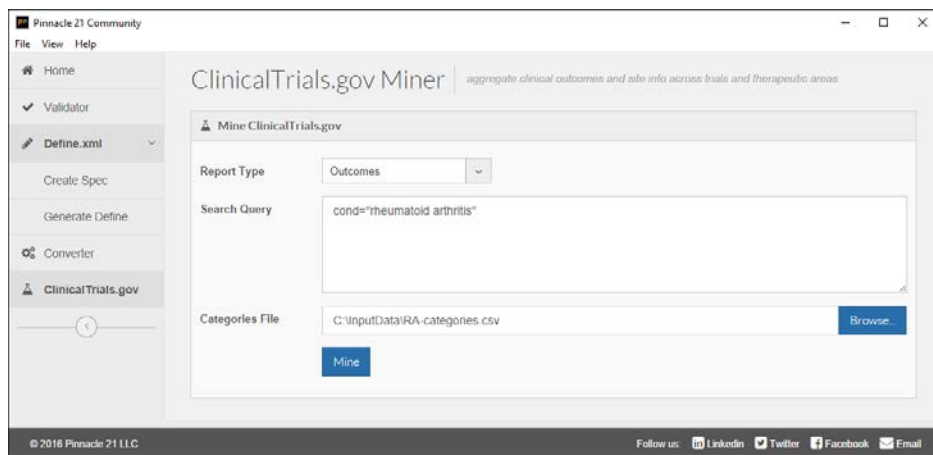 Pinnacle 21 Community
File View Help
Home
Validator
Define.xml
Create Spec
Generate Define
Converter
ClinicalTrials.gov
ClinicalTrials.gov Miner
aggregate clinical outcomes and site info across trials and therapeutic areas
Mine ClinicalTrials.gov
Report Type
Outcomes
Search Query
cond="rheumatoid arthritis"
Categories File
C:\InputData\RA-categories.csv
Browse...
Mine
© 2016 Pinnacle 21 LLC
Follow us: Linkedin Twitter Facebook Email